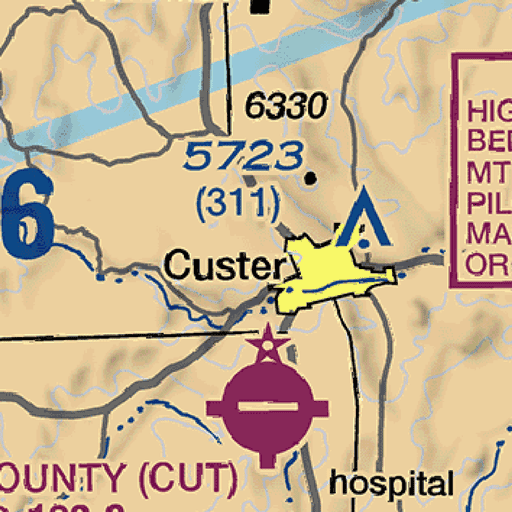 6330
5723
(311)
HIG
BED
MT
PIL
MA
OR
6
Custer
OUNTY (CUT)
hospital